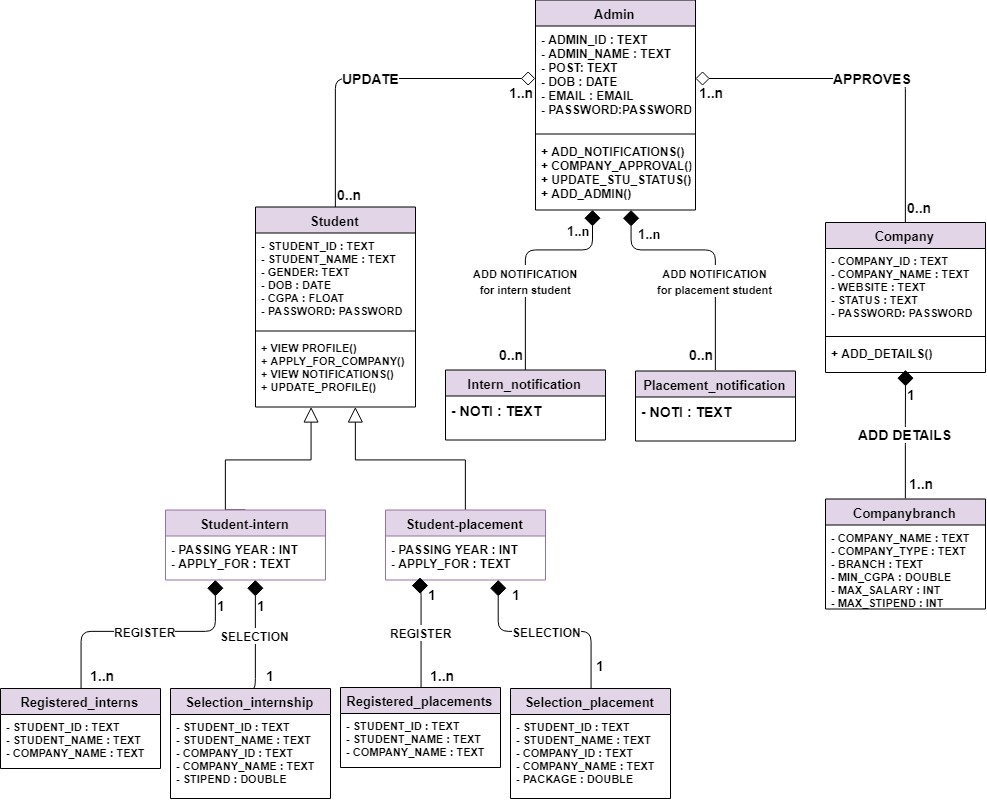 Admin
- ADMIN_ID : TEXT
- ADMIN_NAME : TEXT
- POST: TEXT
- DOB : DATE
- EMAIL : EMAIL
- PASSWORD:PASSWORD
+ ADD_NOTIFICATIONS()
+ COMPANY_APPROVAL()
+ UPDATE_STU_STATUS()
+ ADD_ADMIN()
UPDATE
1..n
1..n
APPROVES
0..n
0..n
1..n
1..n
Student
- STUDENT_ID : TEXT
- STUDENT_NAME : TEXT
- GENDER: TEXT
- DOB : DATE
- CGPA : FLOAT
- PASSWORD: PASSWORD
+ VIEW PROFILE()
+ APPLY_FOR_COMPANY()
+ VIEW NOTIFICATIONS()
+ UPDATE_PROFILE()
ADD NOTIFICATION
for intern student
ADD NOTIFICATION
for placement student
0..n
0..n
Intern_notification
- NOTI : TEXT
Placement_notification
- NOTI : TEXT
Company
- COMPANY_ID : TEXT
- COMPANY_NAME : TEXT
- WEBSITE : TEXT
- STATUS : TEXT
- PASSWORD: PASSWORD
+ ADD_DETAILS()
1
ADD DETAILS
1..n
Companybranch
- COMPANY_NAME : TEXT
- COMPANY_TYPE : TEXT
- BRANCH : TEXT
- MIN_CGPA : DOUBLE
- MAX_SALARY : INT
- MAX_STIPEND : INT
Student-intern
- PASSING YEAR : INT
- APPLY_FOR : TEXT
Student-placement
- PASSING YEAR : INT
- APPLY_FOR : TEXT
1
1
1
1
REGISTER
SELECTION
REGISTER
SELECTION
1..n
1
1..n
1
Registered_interns
- STUDENT_ID : TEXT
- STUDENT_NAME : TEXT
- COMPANY_NAME : TEXT
Selection_internship
- STUDENT_ID : TEXT
- STUDENT_NAME : TEXT
- COMPANY_ID : TEXT
- COMPANY_NAME : TEXT
- STIPEND : DOUBLE
Registered_placements
- STUDENT_ID : TEXT
- STUDENT_NAME : TEXT
- COMPANY_NAME : TEXT
Selection_placement
- STUDENT_ID : TEXT
- STUDENT_NAME : TEXT
- COMPANY_ID : TEXT
- COMPANY_NAME : TEXT
- PACKAGE : DOUBLE